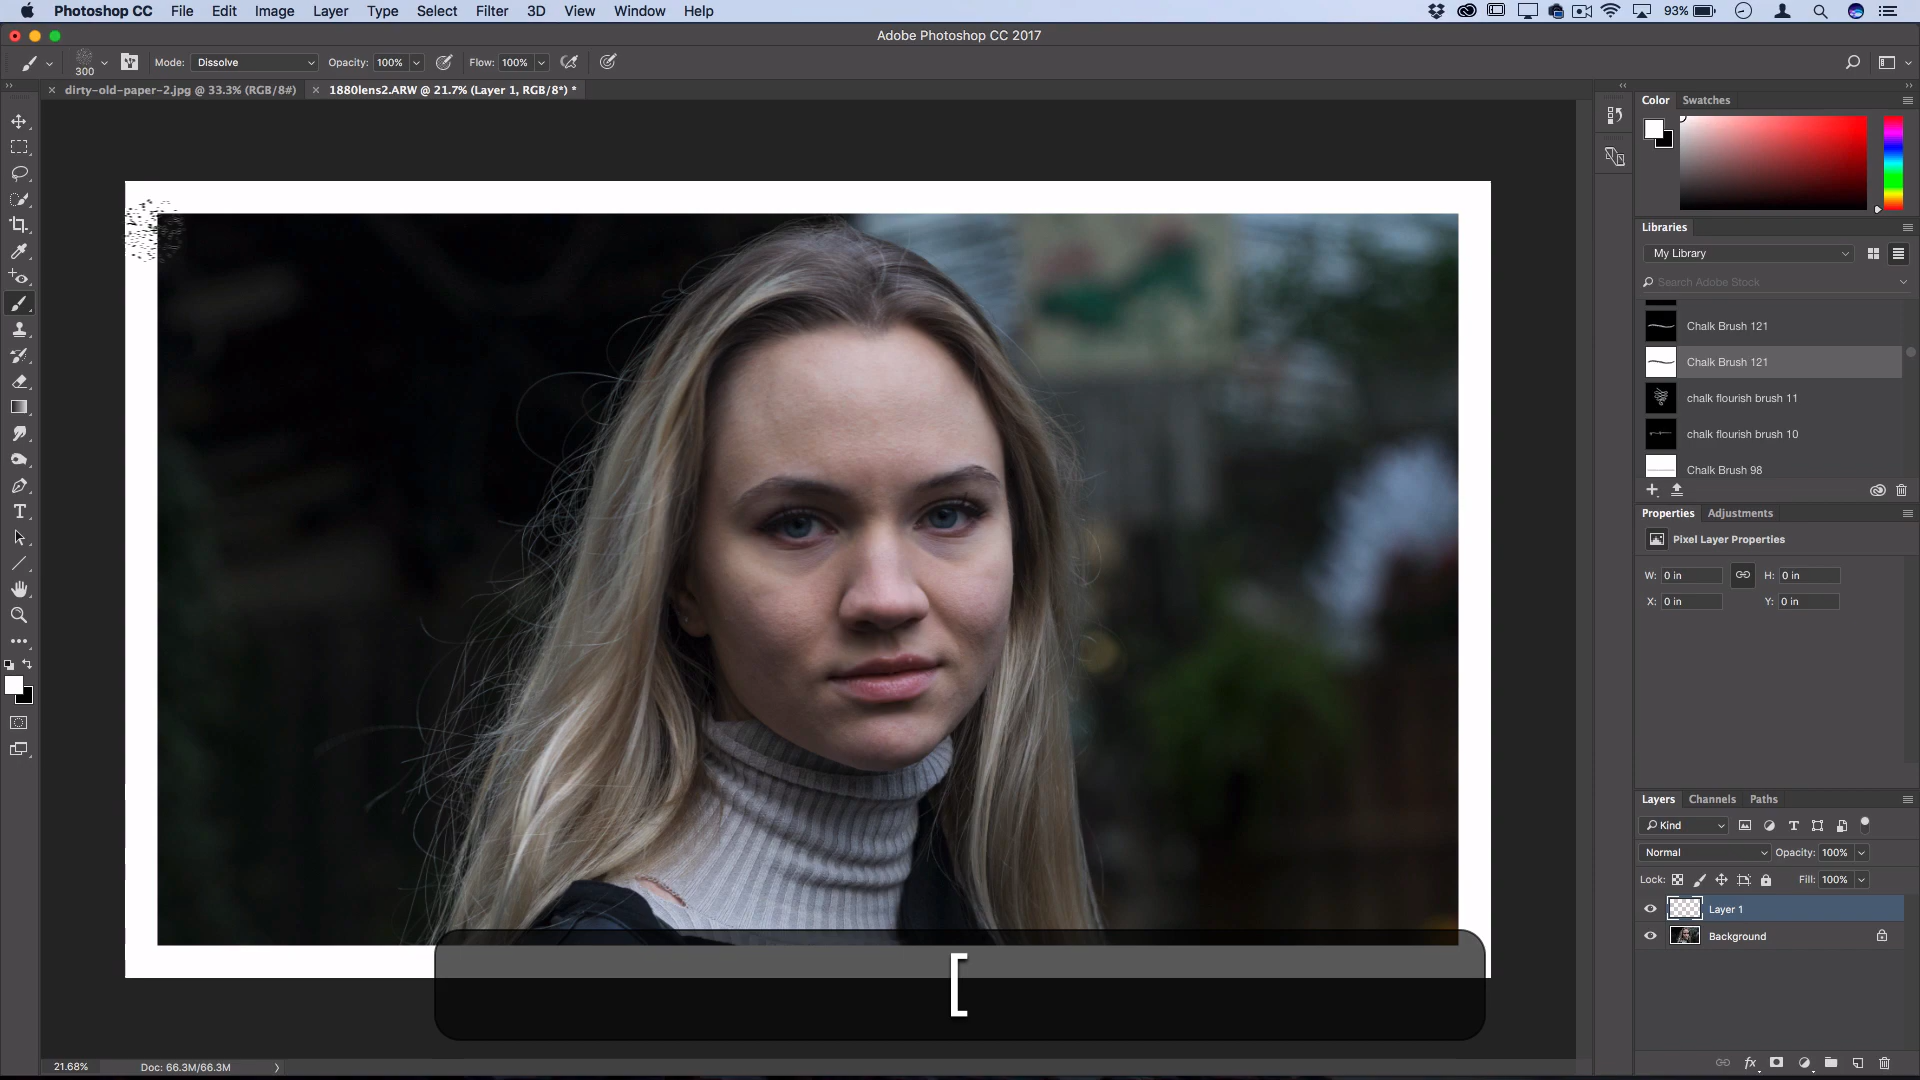 Photoshop CC File Edit Image Layer Type Select Filter 3D View Window Help 93%
Adobe Photoshop CC 2017
300 Mode: Dissolve Opacity: 100% Flow: 100%
dirty-old-paper-2.jpg @ 33.3% (RGB/8#) 1880lens2.ARW @ 21.7% (Layer 1, RGB/8*) *
Color Swatches
Libraries
My Library
Search Adobe Stock
Chalk Brush 121
Chalk Brush 121
chalk flourish brush 11
chalk flourish brush 10
Chalk Brush 98
Properties Adjustments
Pixel Layer Properties
W: 0 in H: 0 in
X: 0 in Y: 0 in
Layers Channels Paths
Kind
Normal Opacity: 100%
Lock: Fill: 100%
Layer 1
Background
[
21.68% Doc: 66.3M/66.3M